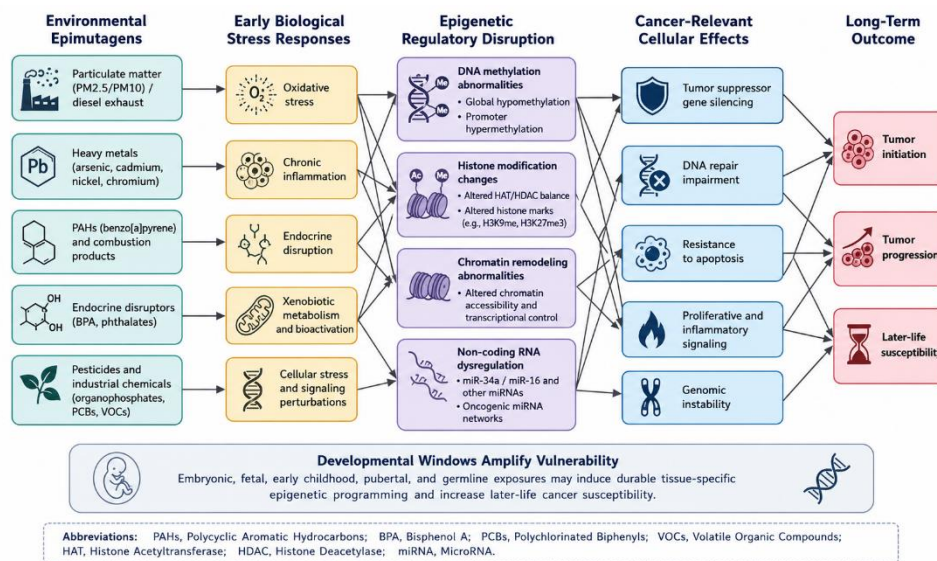 Environmental
Epimutagens
Early Biological
Stress Responses
Epigenetic
Regulatory Disruption
Cancer-Relevant
Cellular Effects
Long-Term
Outcome
Particulate matter
(PM2.5/PM10) /
diesel exhaust
Pb
Heavy metals
(arsenic, cadmium,
nickel, chromium)
PAHs (benzo[a]pyrene)
and combustion
products
OH
OH
Endocrine disruptors
(BPA, phthalates)
Pesticides and
industrial chemicals
(organophosphates,
PCBs, VOCs)
O2
Oxidative
stress
Chronic
inflammation
Endocrine
disruption
Xenobiotic
metabolism
and bioactivation
Cellular stress
and signaling
perturbations
DNA methylation
abnormalities
Me
Me
• Global hypomethylation
• Promoter
hypermethylation
Histone modification
changes
Ac
Me
• Altered HAT/HDAC balance
• Altered histone marks
(e.g., H3K9me, H3K27me3)
Chromatin remodeling
abnormalities
• Altered chromatin
accessibility and
transcriptional control
Non-coding RNA
dysregulation
• miR-34a / miR-16 and
other miRNAs
• Oncogenic miRNA
networks
Tumor suppressor
gene silencing
DNA repair
impairment
Resistance
to apoptosis
Proliferative and
inflammatory
signaling
Genomic
instability
Tumor
initiation
Tumor
progression
Later-life
susceptibility
Developmental Windows Amplify Vulnerability
Embryonic, fetal, early childhood, pubertal, and germline exposures may induce durable tissue-specific
epigenetic programming and increase later-life cancer susceptibility.
Abbreviations: PAHs, Polycyclic Aromatic Hydrocarbons; BPA, Bisphenol A; PCBs, Polychlorinated Biphenyls; VOCs, Volatile Organic Compounds;
HAT, Histone Acetyltransferase; HDAC, Histone Deacetylase; miRNA, MicroRNA.